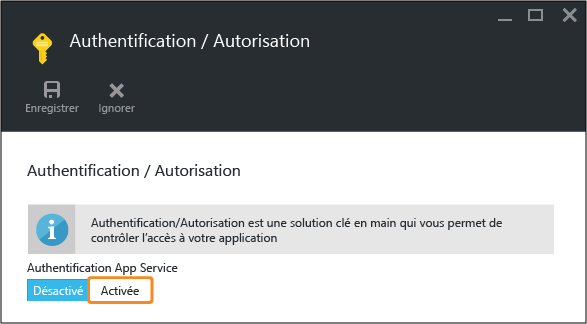 Authentification / Autorisation
Enregistrer Ignorer
Authentification / Autorisation
Authentification/Autorisation est une solution clé en main qui vous permet de
contrôler l'accès à votre application
Authentification App Service
Désactivé Activée